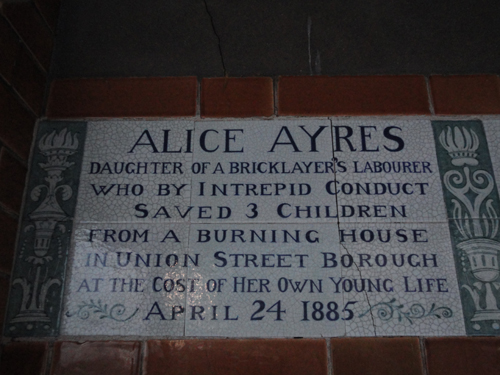 ALICE AYRES
DAUGHTER OF A BRICKLAYER'S LABOURER
WHO BY INTREPID CONDUCT
SAVED 3 CHILDREN
FROM A BURNING HOUSE
IN UNION STREET BOROUGH
AT THE COST OF HER OWN YOUNG LIFE
APRIL 24 1885